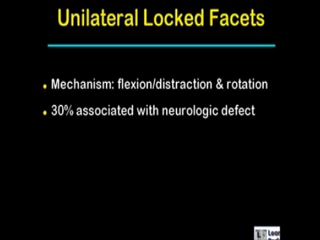 Unilateral Locked Facets
Mechanism: flexion/distraction & rotation
30% associated with neurologic defect